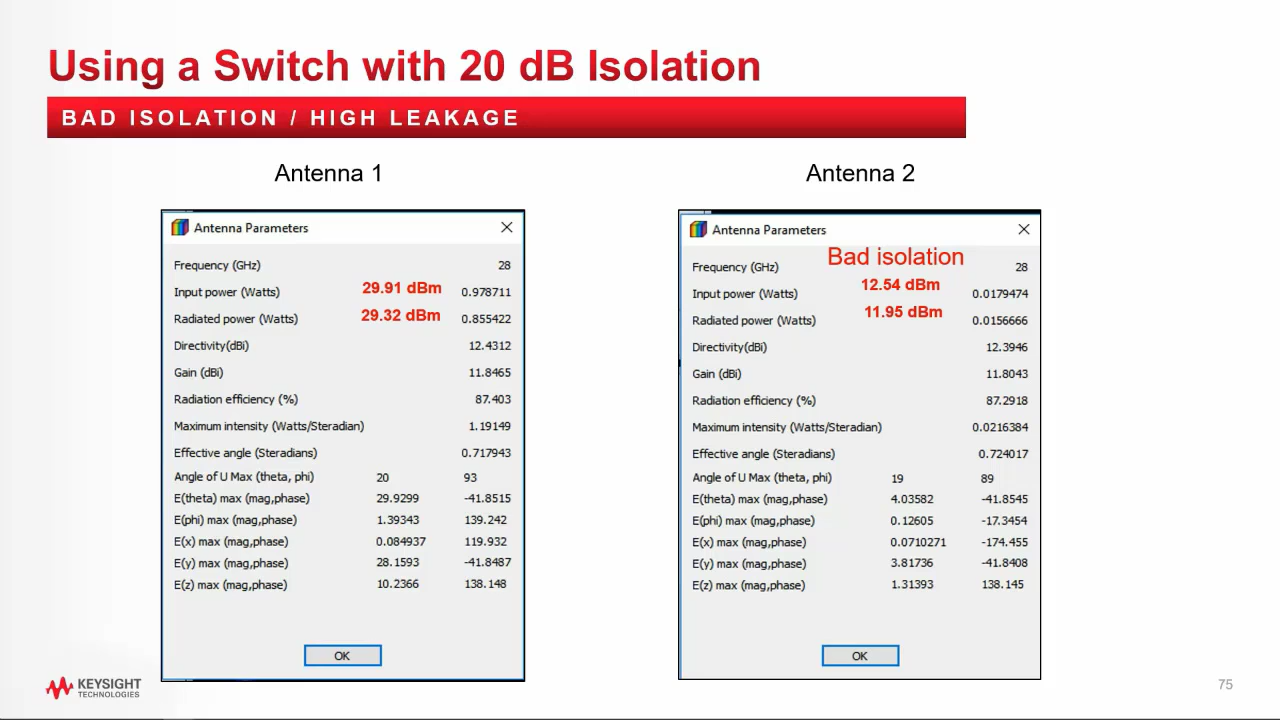 Using a Switch with 20 dB Isolation
BAD ISOLATION / HIGH LEAKAGE
Antenna 1
Antenna Parameters
Frequency (GHz) 28
Input power (Watts) 29.91 dBm 0.978711
Radiated power (Watts) 29.32 dBm 0.855422
Directivity(dBi) 12.4312
Gain (dBi) 11.8465
Radiation efficiency (%) 87.403
Maximum intensity (Watts/Steradian) 1.19149
Effective angle (Steradians) 0.717943
Angle of U Max (theta, phi) 20 93
E(theta) max (mag,phase) 29.9299 -41.8515
E(phi) max (mag,phase) 1.39343 139.242
E(x) max (mag,phase) 0.084937 119.932
E(y) max (mag,phase) 28.1593 -41.8487
E(z) max (mag,phase) 10.2366 138.148
OK
Antenna 2
Antenna Parameters
Bad isolation
Frequency (GHz) 28
Input power (Watts) 12.54 dBm 0.0179474
Radiated power (Watts) 11.95 dBm 0.0156666
Directivity(dBi) 12.3946
Gain (dBi) 11.8043
Radiation efficiency (%) 87.2918
Maximum intensity (Watts/Steradian) 0.0216384
Effective angle (Steradians) 0.724017
Angle of U Max (theta, phi) 19 89
E(theta) max (mag,phase) 4.03582 -41.8545
E(phi) max (mag,phase) 0.12605 -17.3454
E(x) max (mag,phase) 0.0710271 -174.455
E(y) max (mag,phase) 3.81736 -41.8408
E(z) max (mag,phase) 1.31393 138.145
OK
KEYSIGHT
TECHNOLOGIES
75